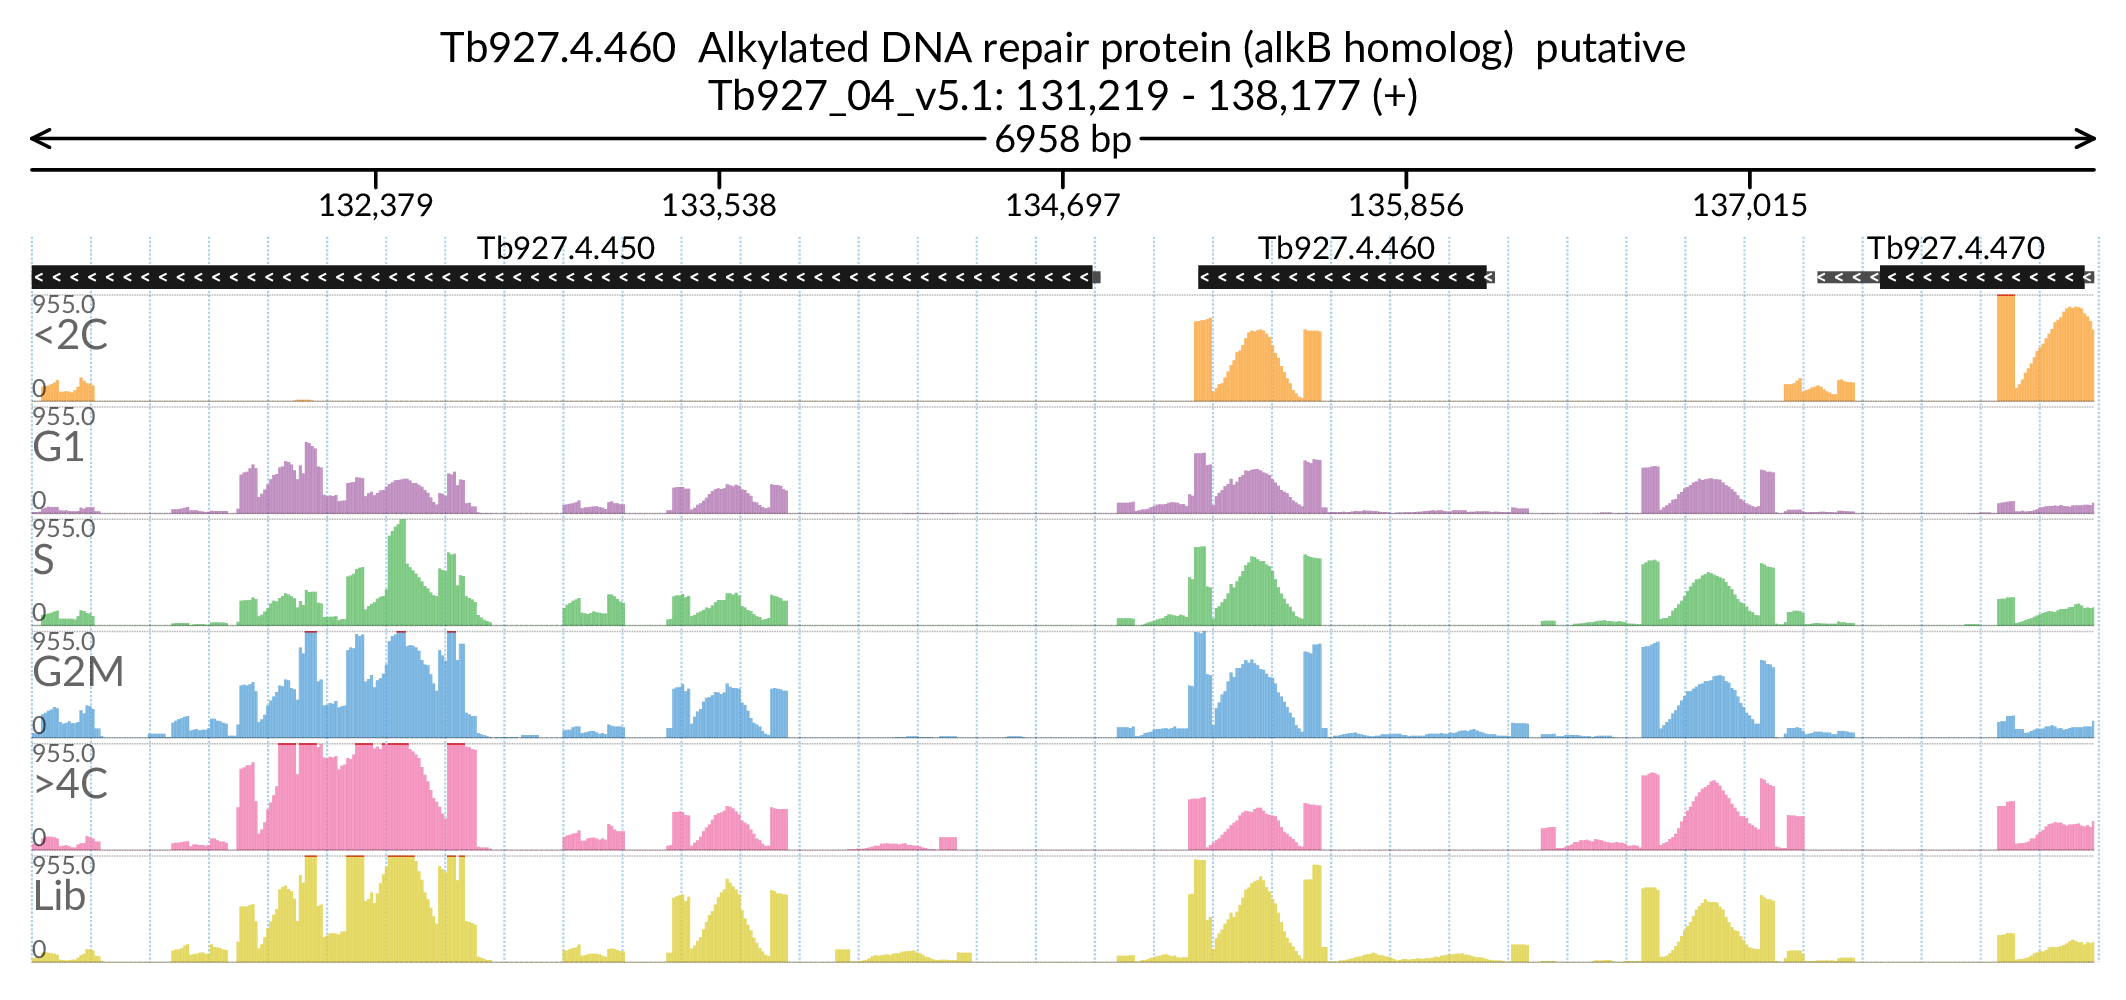 Tb927.4.460  Alkylated DNA repair protein (alkB homolog)  putative
Tb927_04_v5.1: 131,219 - 138,177 (+)
6958 bp
132,379 133,538 134,697 135,856 137,015
Tb927.4.450 Tb927.4.460 Tb927.4.470
955.0
<2C
0
955.0
G1
0
955.0
S
0
955.0
G2M
0
955.0
>4C
0
955.0
Lib
0